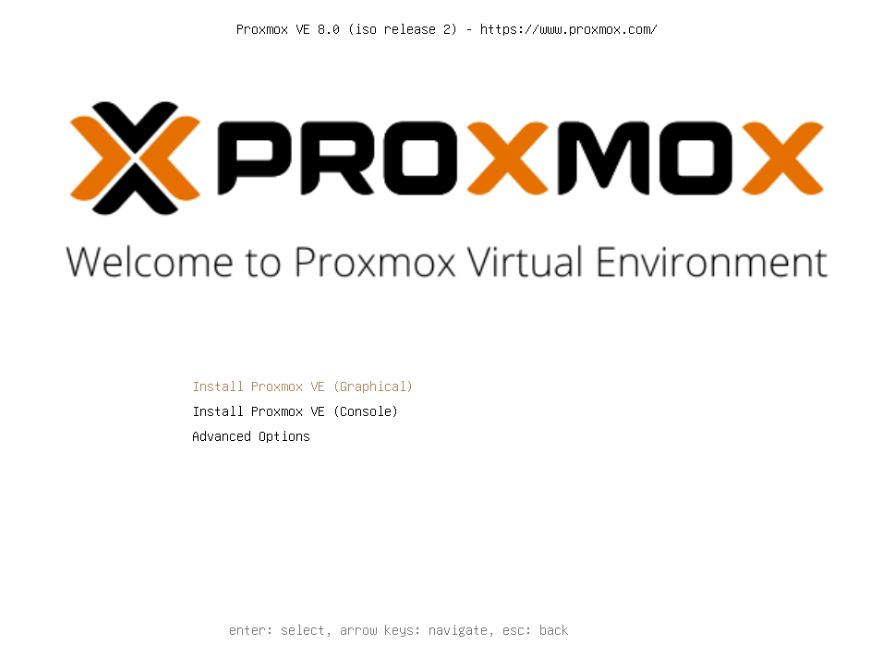 Proxmox VE 8.0 (iso release 2) - https://www.proxmox.com/
PROXMOX
Welcome to Proxmox Virtual Environment
Install Proxmox VE (Graphical)
Install Proxmox VE (Console)
Advanced Options
enter: select, arrow keys: navigate, esc: back